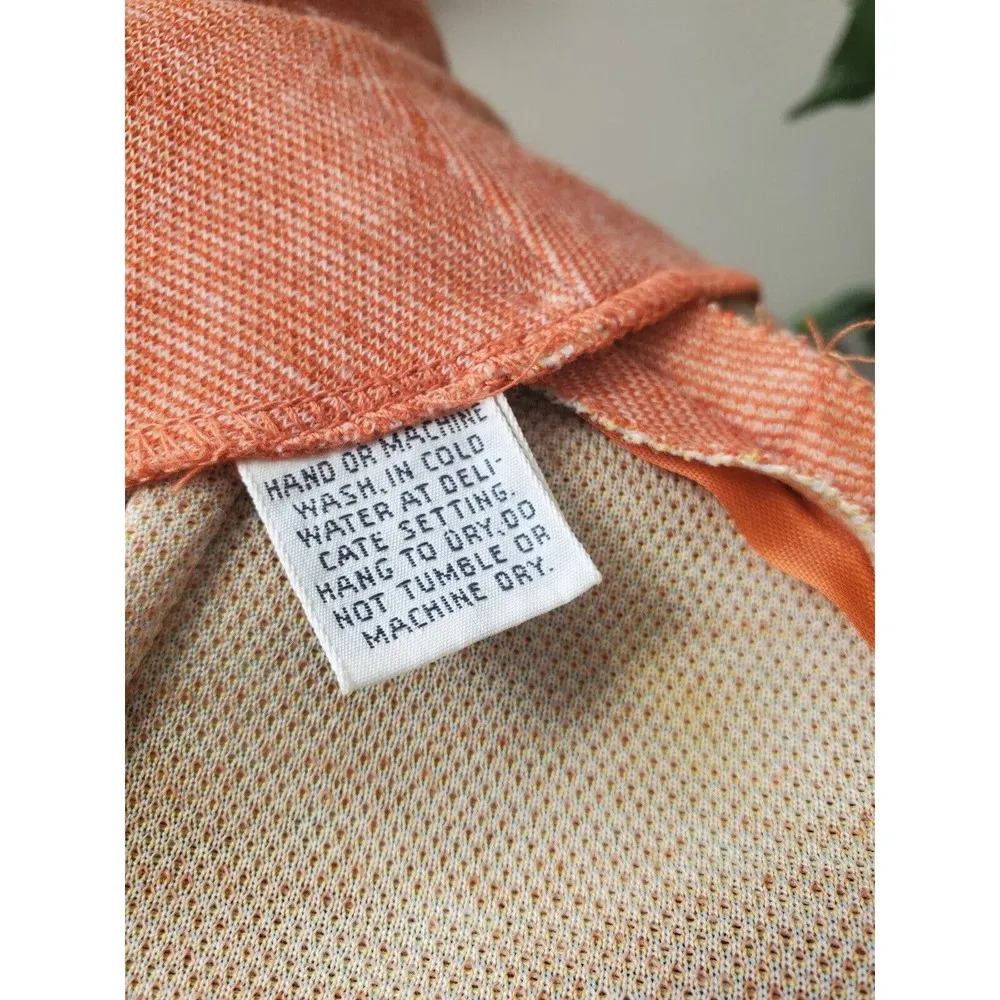 HAND OR MACHINE
WASH. IN COLD
WATER AT DELI-
CATE SETTING.
HANG TO DRY. DO
NOT TUMBLE OR
MACHINE DRY.